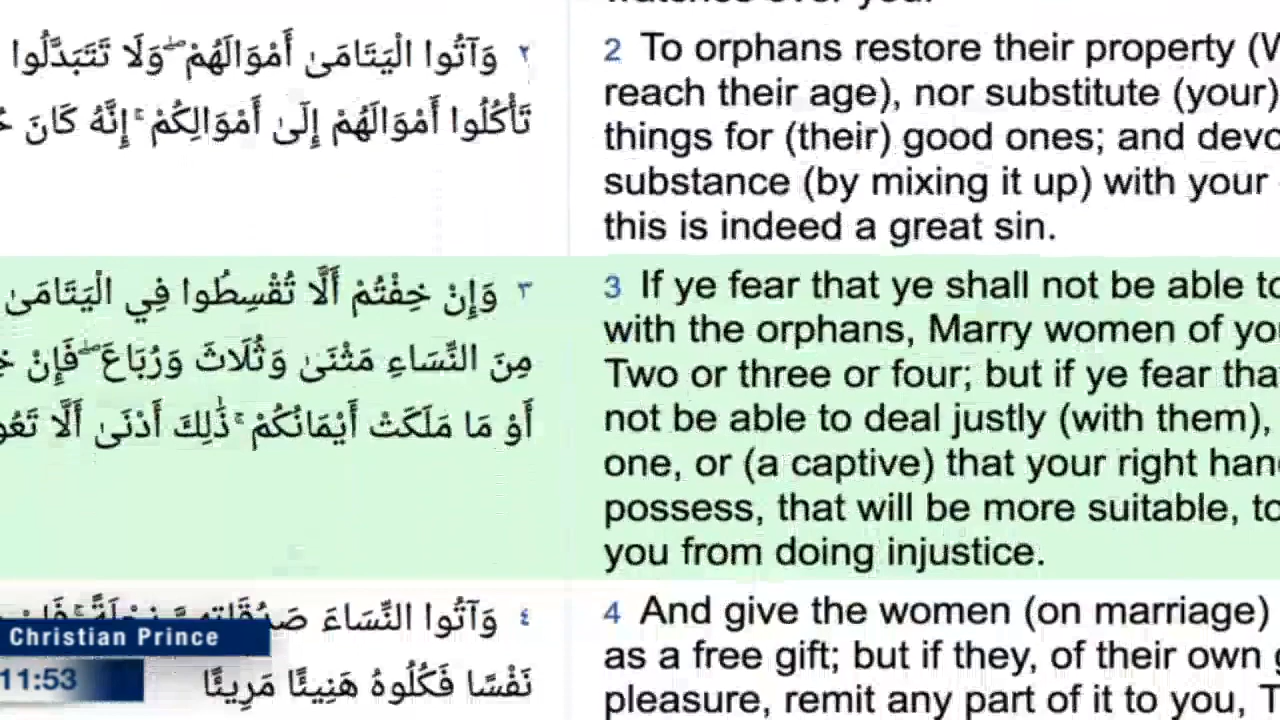 وَآتُوا الْيَتَامَىٰ أَمْوَالَهُمْ ۖ وَلَا تَتَبَدَّلُوا ٢
تَأْكُلُوا أَمْوَالَهُمْ إِلَىٰ أَمْوَالِكُمْ ۚ إِنَّهُ كَانَ
2 To orphans restore their property (W
reach their age), nor substitute (your)
things for (their) good ones; and devo
substance (by mixing it up) with your
this is indeed a great sin.
وَإِنْ خِفْتُمْ أَلَّا تُقْسِطُوا فِي الْيَتَامَىٰ ٣
مِنَ النِّسَاءِ مَثْنَىٰ وَثُلَاثَ وَرُبَاعَ ۖ فَإِنْ
أَوْ مَا مَلَكَتْ أَيْمَانُكُمْ ۚ ذَٰلِكَ أَدْنَىٰ أَلَّا تَعُو
3 If ye fear that ye shall not be able to
with the orphans, Marry women of yo
Two or three or four; but if ye fear tha
not be able to deal justly (with them),
one, or (a captive) that your right han
possess, that will be more suitable, to
you from doing injustice.
وَآتُوا النِّسَاءَ ٤
نَفْسًا فَكُلُوهُ هَنِيئًا مَرِيئًا
4 And give the women (on marriage)
as a free gift; but if they, of their own g
pleasure, remit any part of it to you, T
Christian Prince
11:53